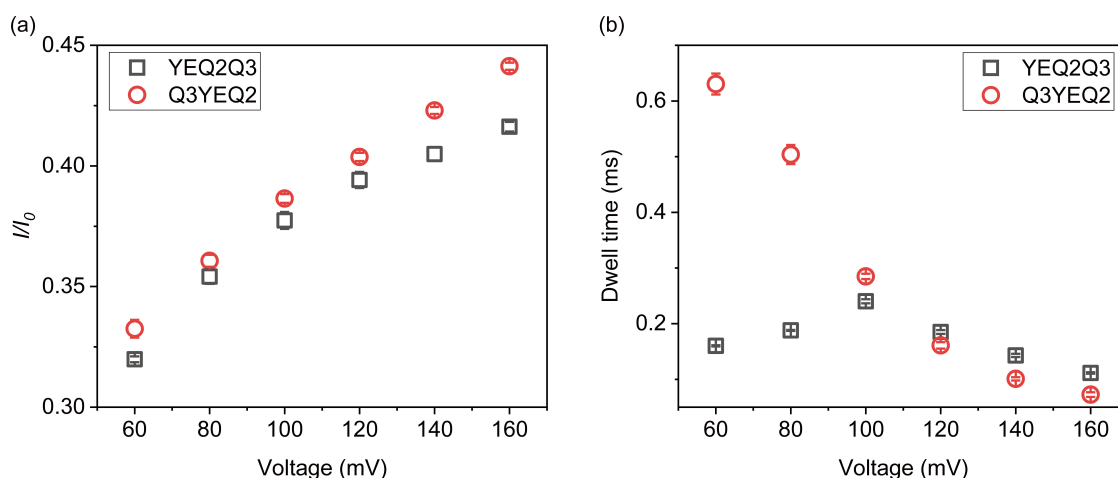 (a)
YEQ2Q3
Q3YEQ2
0.45
0.40
0.35
0.30
I/I0
60 80 100 120 140 160
Voltage (mV)
(b)
YEQ2Q3
Q3YEQ2
0.6
0.4
0.2
Dwell time (ms)
60 80 100 120 140 160
Voltage (mV)